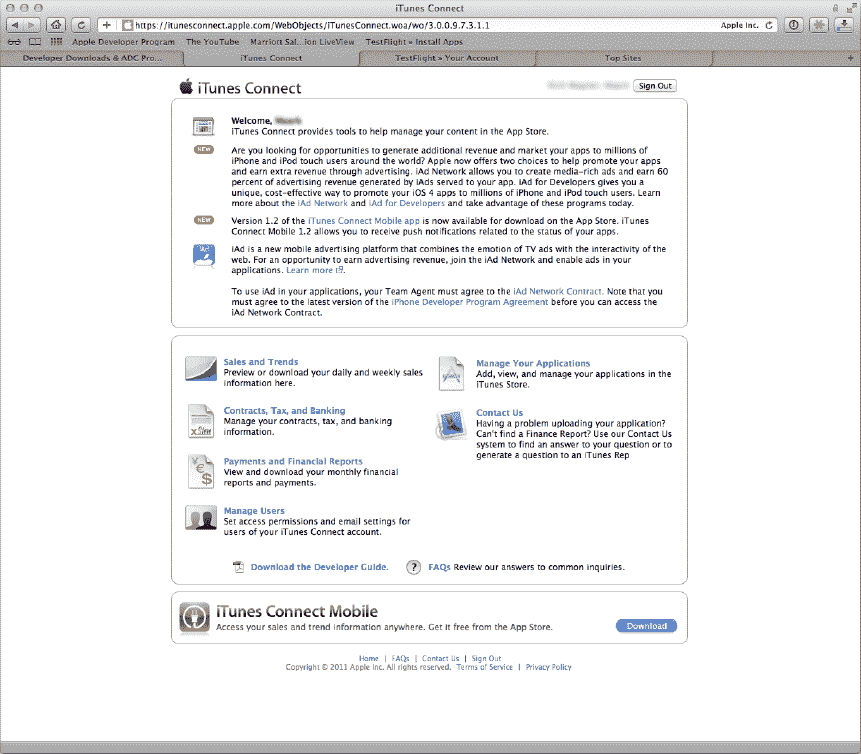 iTunes Connect
https://itunesconnect.apple.com/WebObjects/iTunesConnect.woa/wo/3.0.0.9.7.3.1.1
Apple Inc.
Apple Developer Program The YouTube Marriott Sal...ion LiveView TestFlight » Install Apps
Developer Downloads & ADC Pro... iTunes Connect TestFlight » Your Account Top Sites
iTunes Connect
Sign Out
Welcome,
iTunes Connect provides tools to help manage your content in the App Store.
NEW
Are you looking for opportunities to generate additional revenue and market your apps to millions of
iPhone and iPod touch users around the world? Apple now offers two choices to help promote your apps
and earn extra revenue through advertising. iAd Network allows you to create media-rich ads and earn 60
percent of advertising revenue generated by iAds served to your app. iAd for Developers gives you a
unique, cost-effective way to promote your iOS 4 apps to millions of iPhone and iPod touch users. Learn
more about the iAd Network and iAd for Developers and take advantage of these programs today.
NEW
Version 1.2 of the iTunes Connect Mobile app is now available for download on the App Store. iTunes
Connect Mobile 1.2 allows you to receive push notifications related to the status of your apps.
iAd is a new mobile advertising platform that combines the emotion of TV ads with the interactivity of the
web. For an opportunity to earn advertising revenue, join the iAd Network and enable ads in your
applications. Learn more
To use iAd in your applications, your Team Agent must agree to the iAd Network Contract. Note that you
must agree to the latest version of the iPhone Developer Program Agreement before you can access the
iAd Network Contract.
Sales and Trends
Preview or download your daily and weekly sales
information here.
Contracts, Tax, and Banking
Manage your contracts, tax, and banking
information.
Payments and Financial Reports
View and download your monthly financial
reports and payments.
Manage Users
Set access permissions and email settings for
users of your iTunes Connect account.
Manage Your Applications
Add, view, and manage your applications in the
iTunes Store.
Contact Us
Having a problem uploading your application?
Can't find a Finance Report? Use our Contact Us
system to find an answer to your question or to
generate a question to an iTunes Rep
Download the Developer Guide.
? FAQs Review our answers to common inquiries.
iTunes Connect Mobile
Access your sales and trend information anywhere. Get it free from the App Store.
Download
Home | FAQs | Contact Us | Sign Out
Copyright © 2011 Apple Inc. All rights reserved. Terms of Service | Privacy Policy